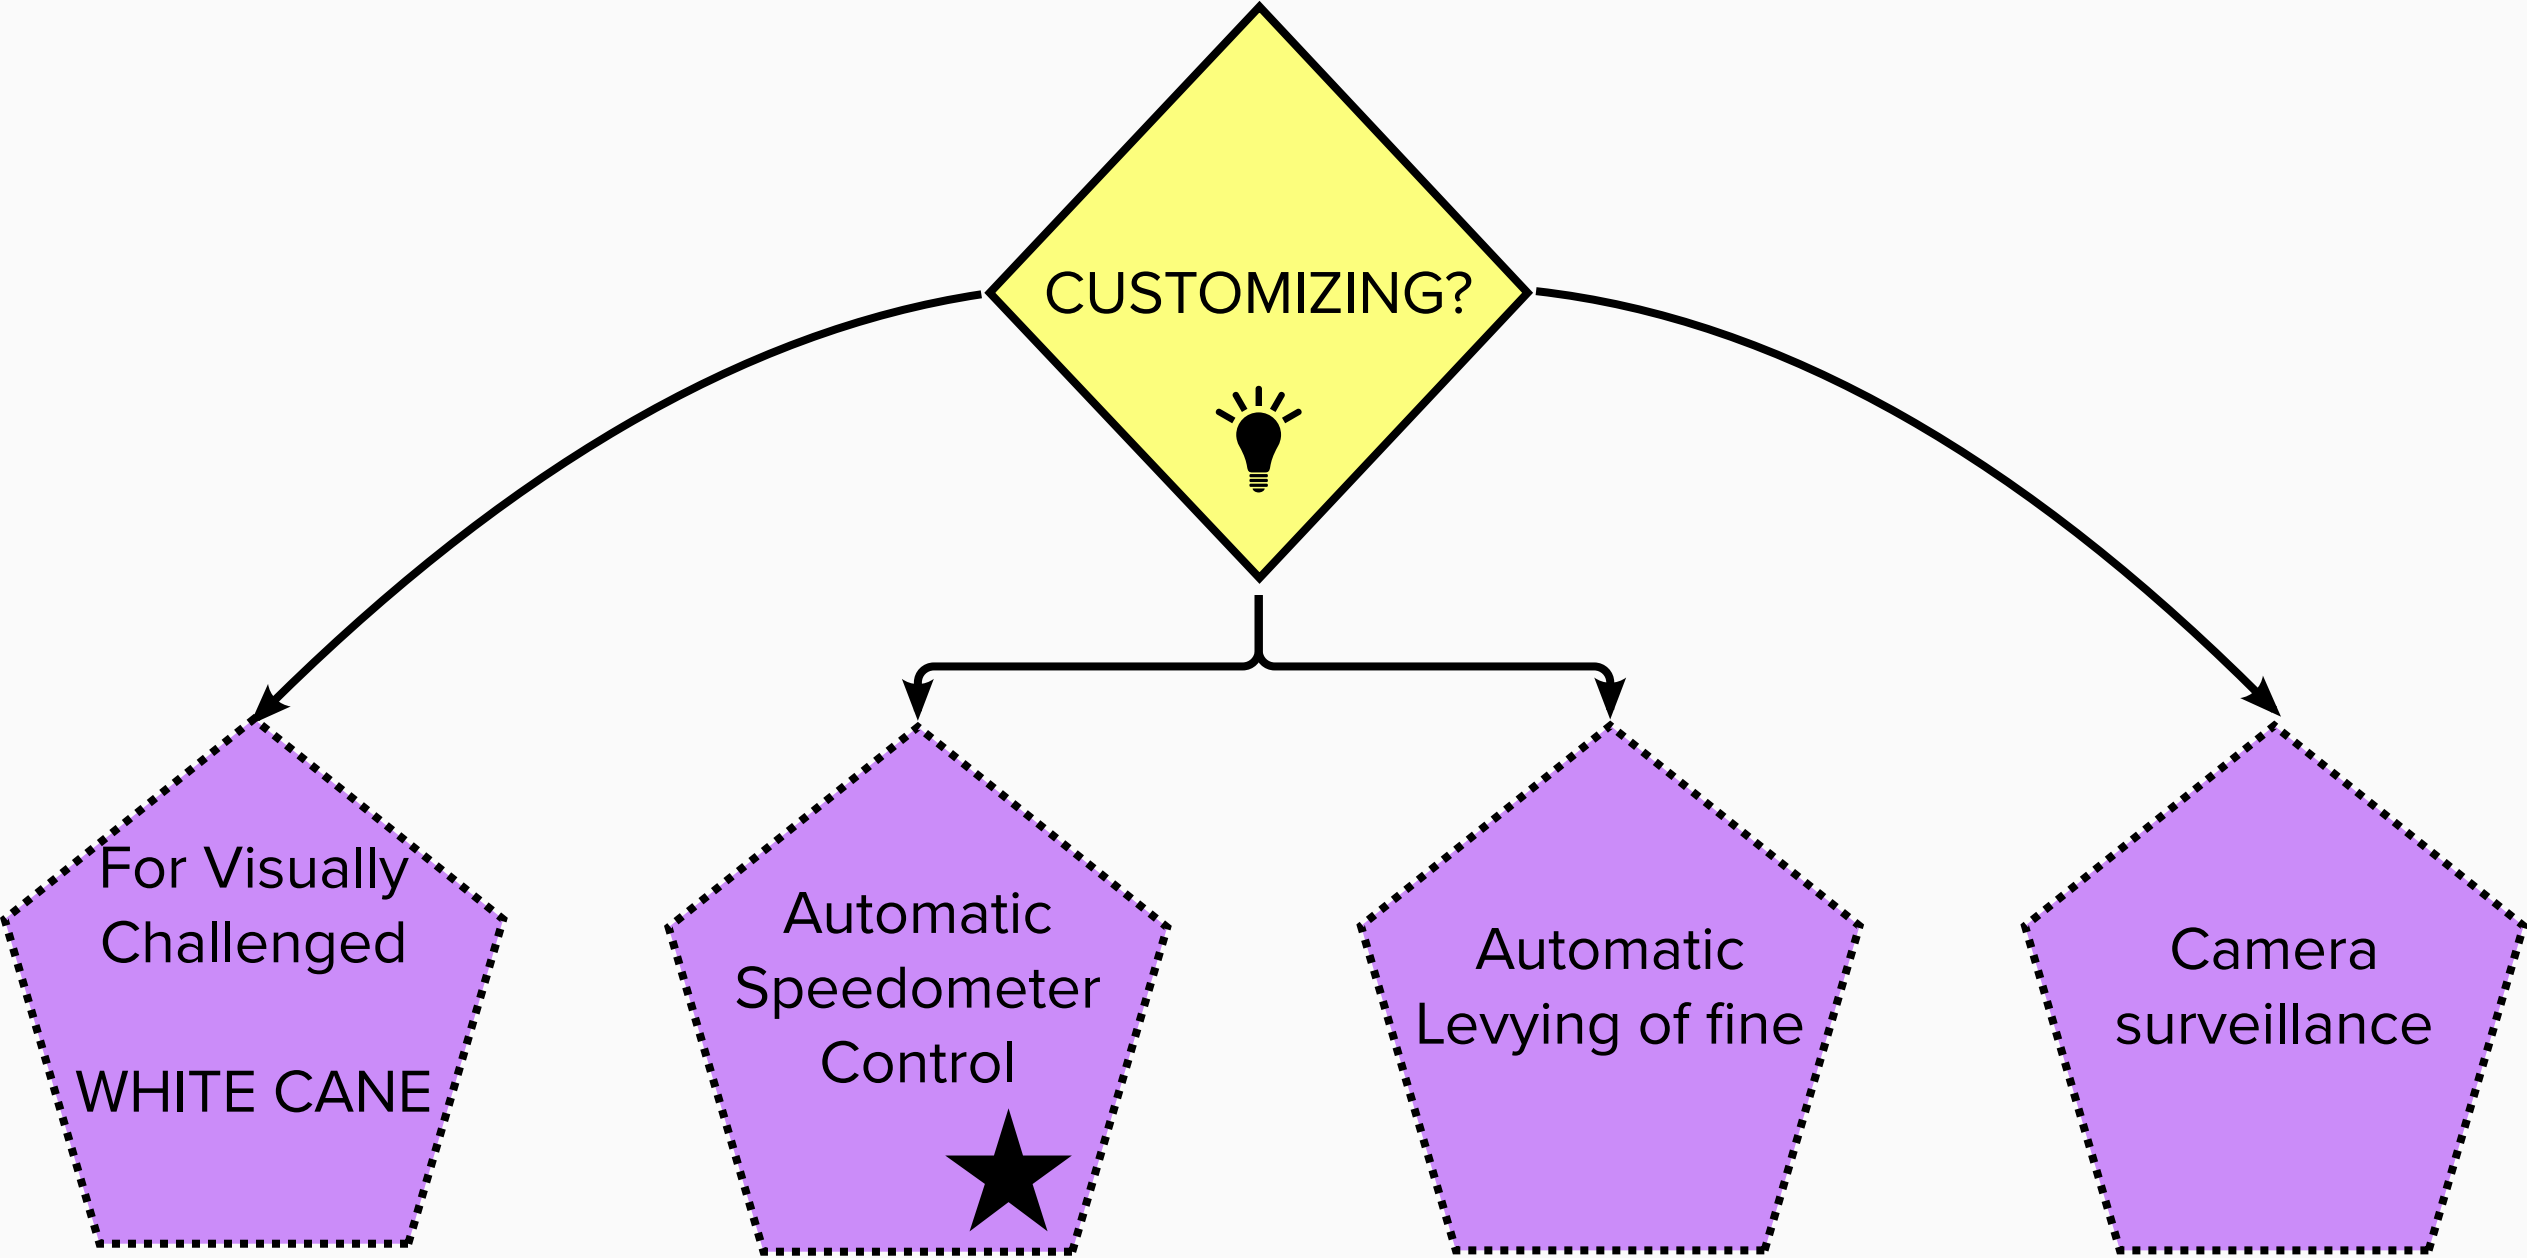 CUSTOMIZING?
For Visually
Challenged
WHITE CANE
Automatic
Speedometer
Control
Automatic
Levying of fine
Camera
surveillance